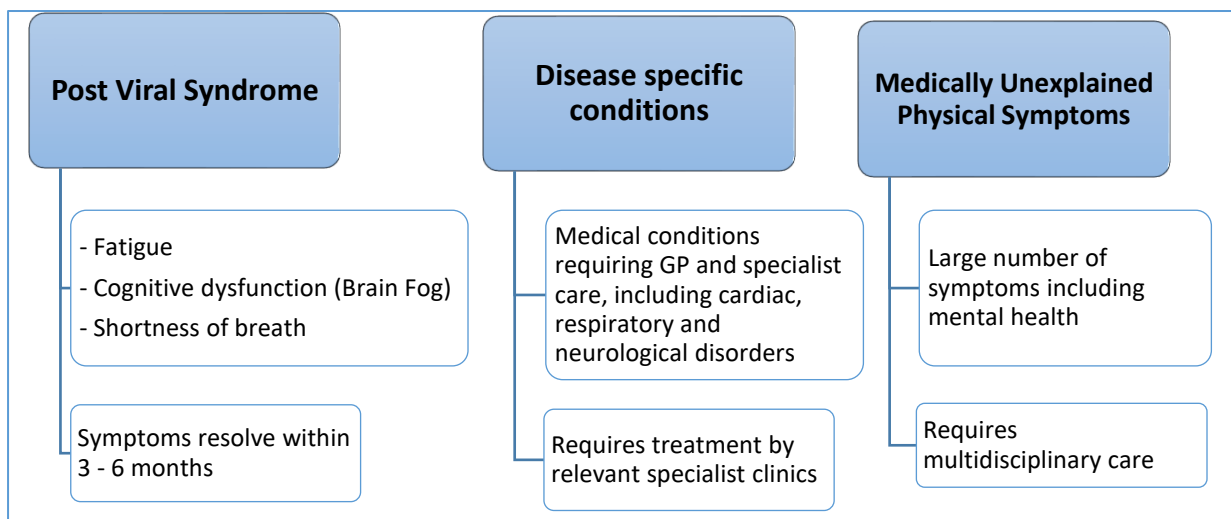 Post Viral Syndrome
- Fatigue
- Cognitive dysfunction (Brain Fog)
- Shortness of breath
Symptoms resolve within
3 - 6 months
Disease specific
conditions
Medical conditions
requiring GP and specialist
care, including cardiac,
respiratory and
neurological disorders
Requires treatment by
relevant specialist clinics
Medically Unexplained
Physical Symptoms
Large number of
symptoms including
mental health
Requires
multidisciplinary care